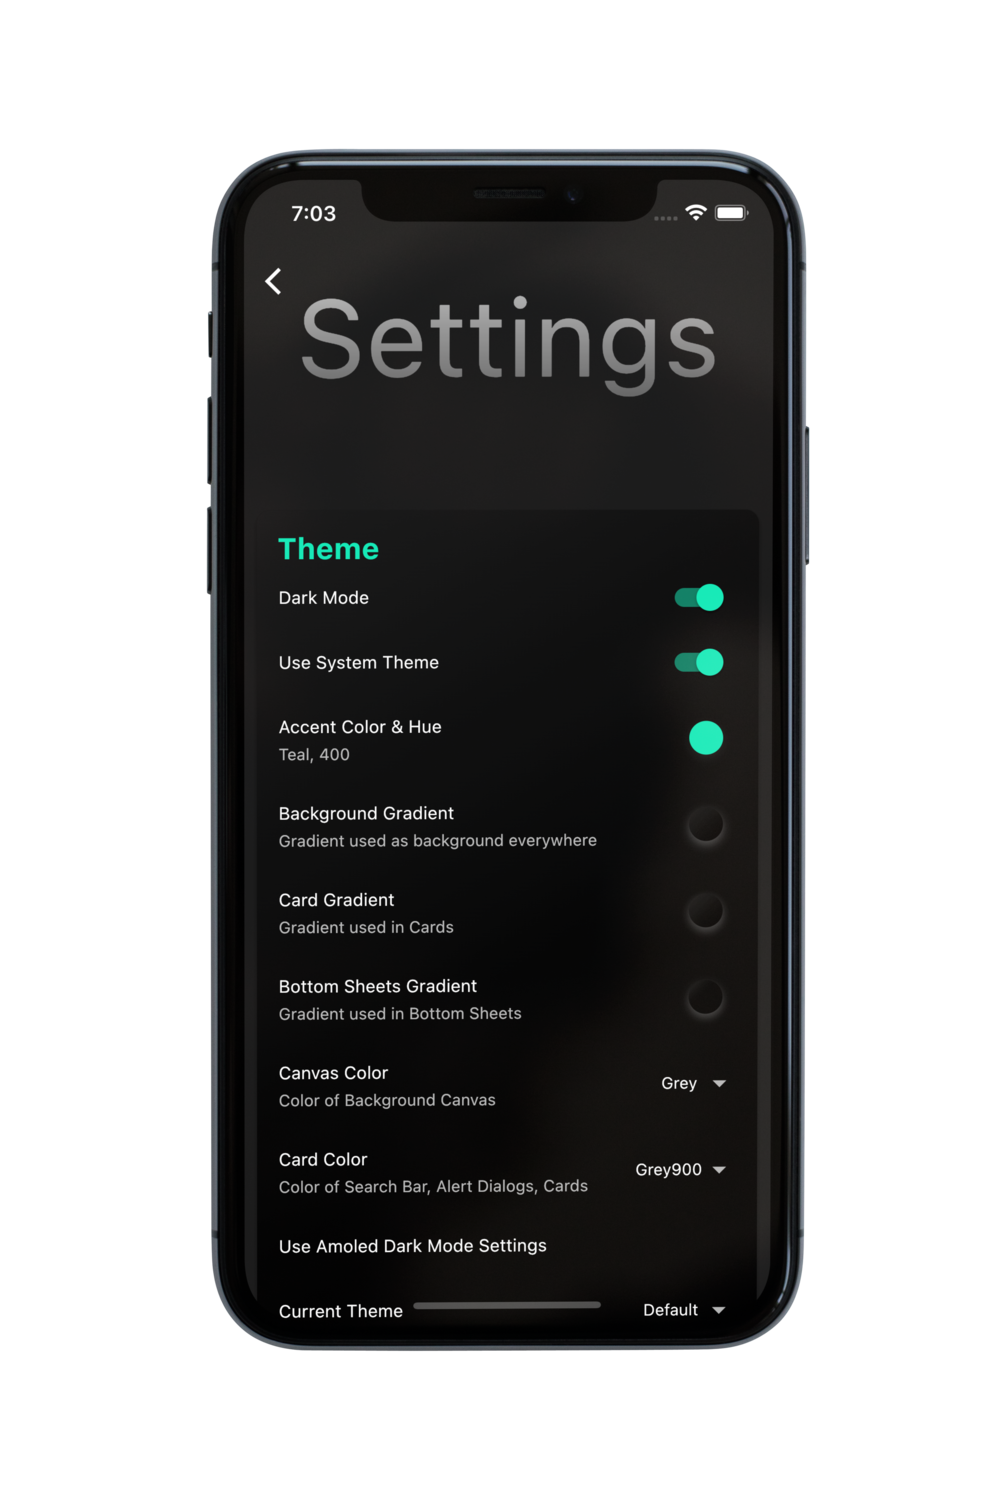 7:03
Settings
Theme
Dark Mode
Use System Theme
Accent Color & Hue
Teal, 400
Background Gradient
Gradient used as background everywhere
Card Gradient
Gradient used in Cards
Bottom Sheets Gradient
Gradient used in Bottom Sheets
Canvas Color
Grey
Color of Background Canvas
Card Color
Grey900
Color of Search Bar, Alert Dialogs, Cards
Use Amoled Dark Mode Settings
Current Theme
Default